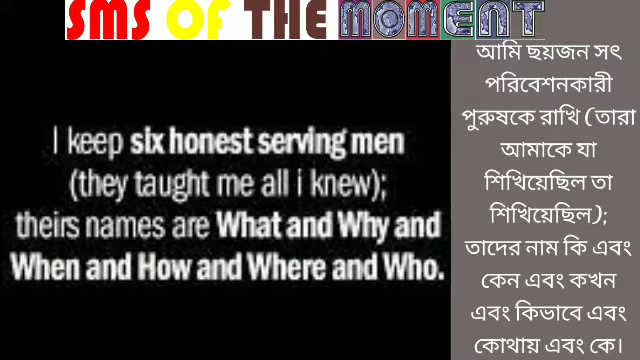 SMS OF THE MOMENT
I keep six honest serving men
(they taught me all i knew);
theirs names are What and Why and
When and How and Where and Who.
আমি ছয়জন সৎ
পরিবেশনকারী
পুরুষকে রাখি (তারা
আমাকে যা
শিখিয়েছিল তা
শিখিয়েছিল);
তাদের নাম কি এবং
কেন এবং কখন
এবং কিভাবে এবং
কোথায় এবং কে।